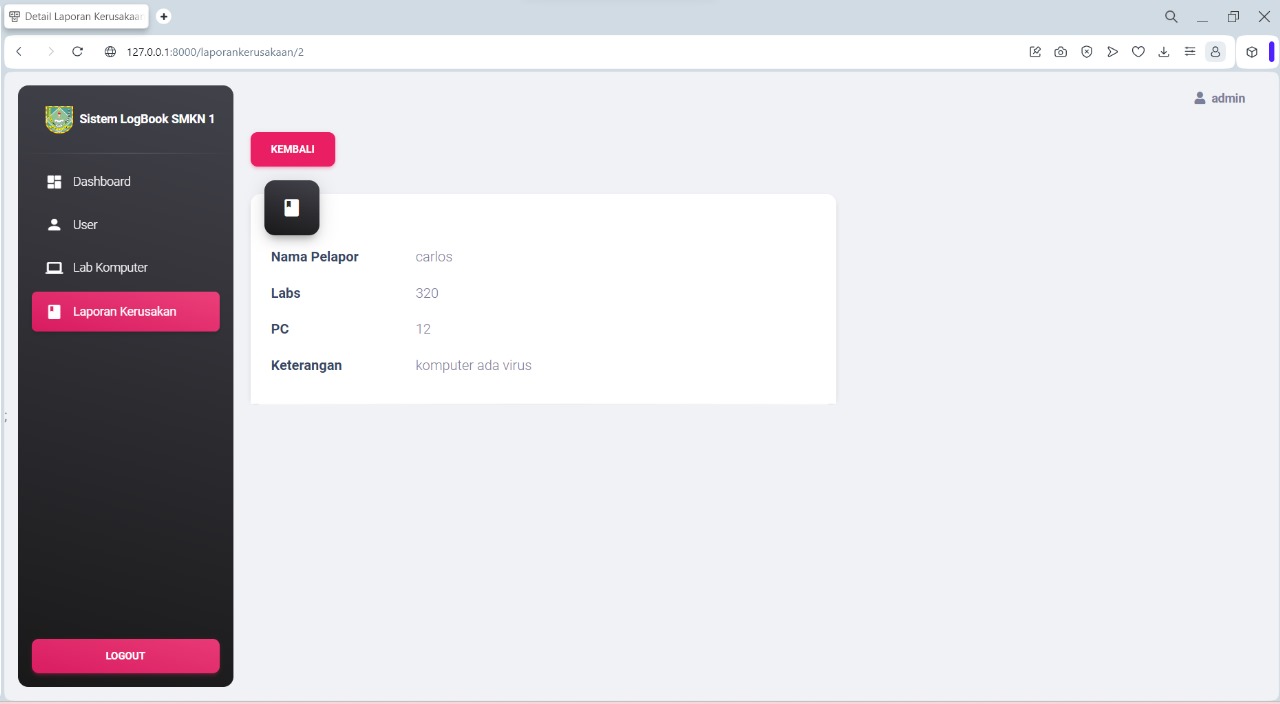 Detail Laporan Kerusakaa
127.0.0.1:8000/laporankerusakaan/2
Sistem LogBook SMKN 1
admin
KEMBALI
Dashboard
User
Lab Komputer
Laporan Kerusakan
Nama Pelapor carlos
Labs 320
PC 12
Keterangan komputer ada virus
;
LOGOUT